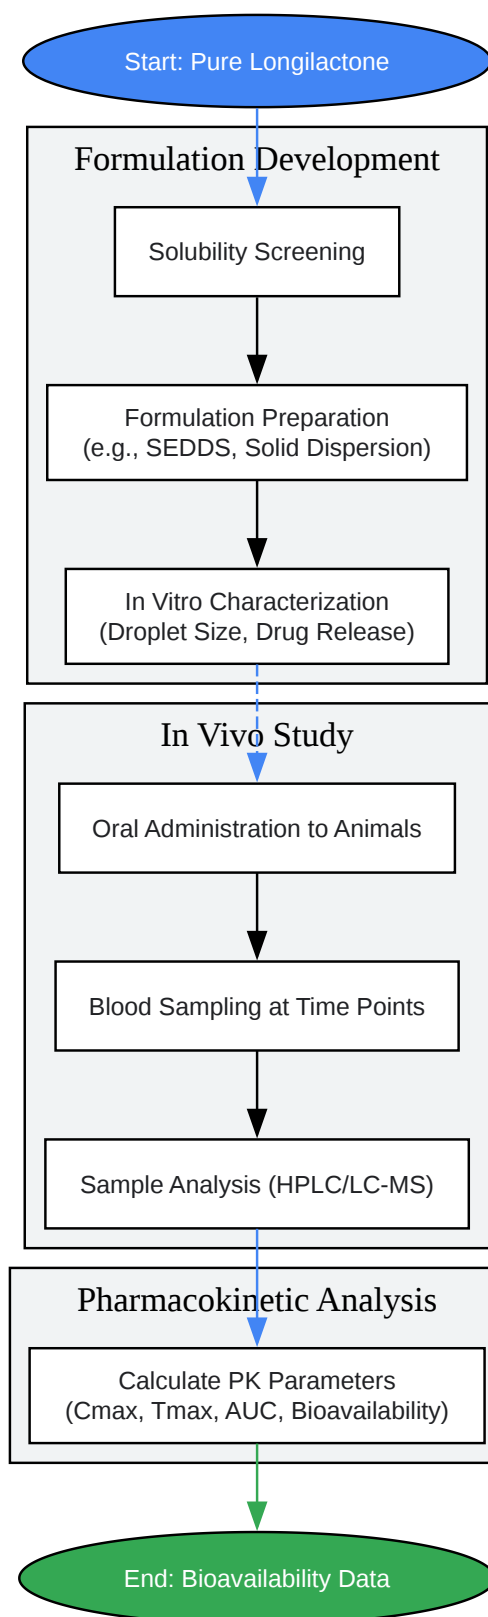 Start: Pure Longilactone
Formulation Development
Solubility Screening
Formulation Preparation
(e.g., SEDDS, Solid Dispersion)
In Vitro Characterization
(Droplet Size, Drug Release)
In Vivo Study
Oral Administration to Animals
Blood Sampling at Time Points
Sample Analysis (HPLC/LC-MS)
Pharmacokinetic Analysis
Calculate PK Parameters
(Cmax, Tmax, AUC, Bioavailability)
End: Bioavailability Data